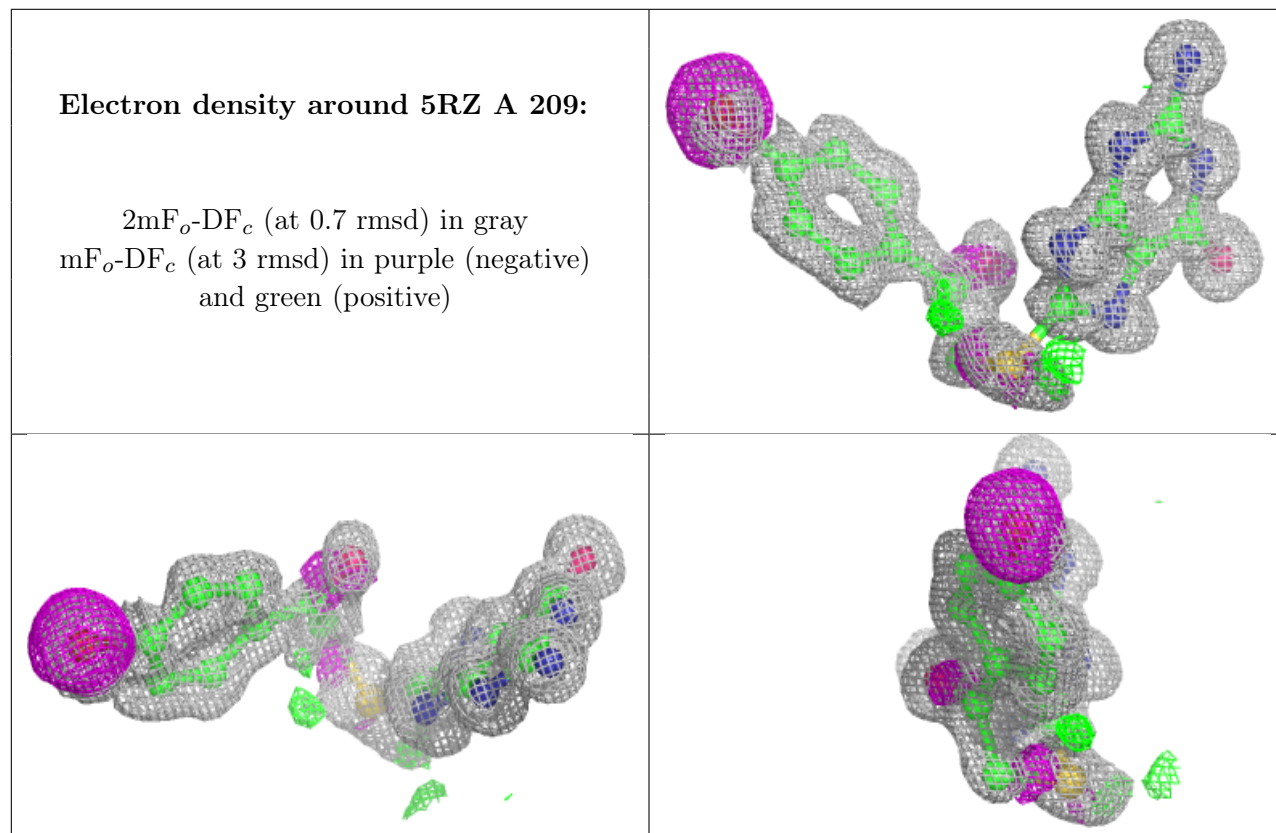 Electron density around 5RZ A 209:
2mFo-DFc (at 0.7 rmsd) in gray
mFo-DFc (at 3 rmsd) in purple (negative)
and green (positive)